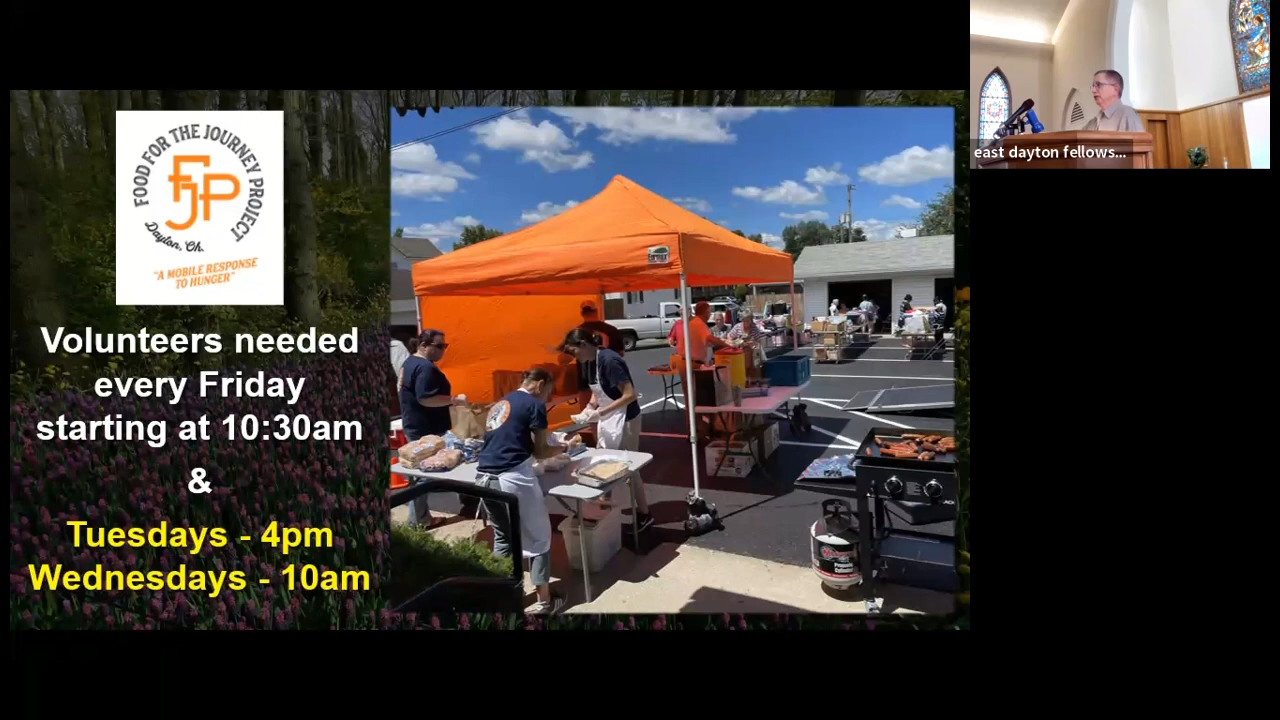 FOOD FOR THE JOURNEY PROJECT
FJP
Dayton, Oh.
"A MOBILE RESPONSE
TO HUNGER"
Volunteers needed
every Friday
starting at 10:30am
&
Tuesdays - 4pm
Wednesdays - 10am
east dayton fellows...